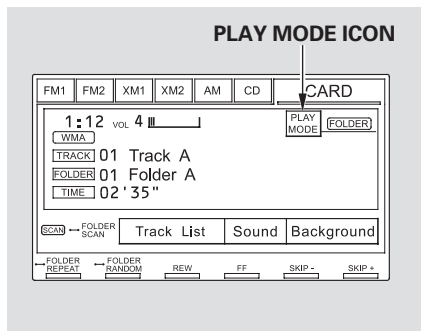 PLAY MODE ICON
FM1 FM2 XM1 XM2 AM CD CARD
1:12 VOL 4 PLAY MODE FOLDER
WMA
TRACK 01 Track A
FOLDER 01 Folder A
TIME 02'35"
SCAN FOLDER SCAN Track List Sound Background
FOLDER REPEAT FOLDER RANDOM REW FF SKIP - SKIP +